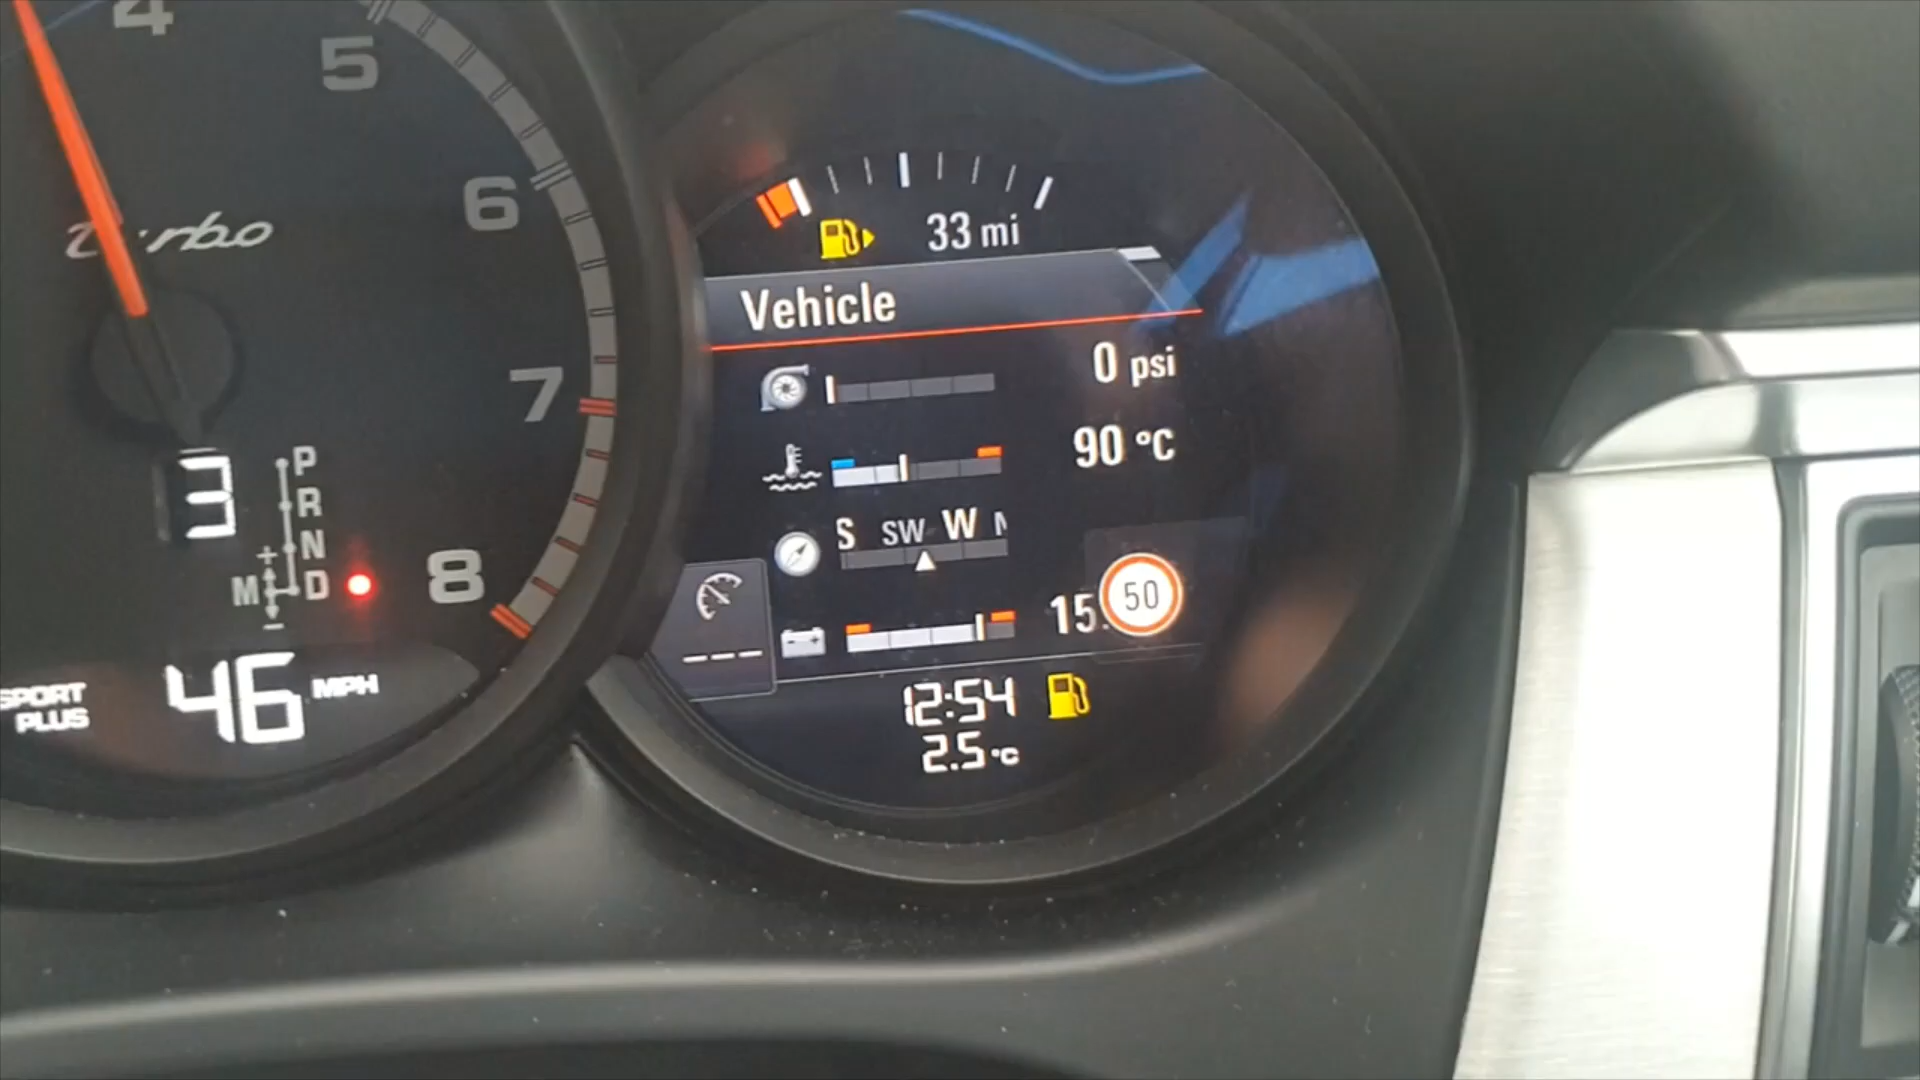 4
5
6
7
8
turbo
3
P
R
N
D
+
M
−
SPORT
PLUS
46 MPH
33 mi
Vehicle
0 psi
90 °C
S SW W
15.
50
---
12:54
2.5 °C